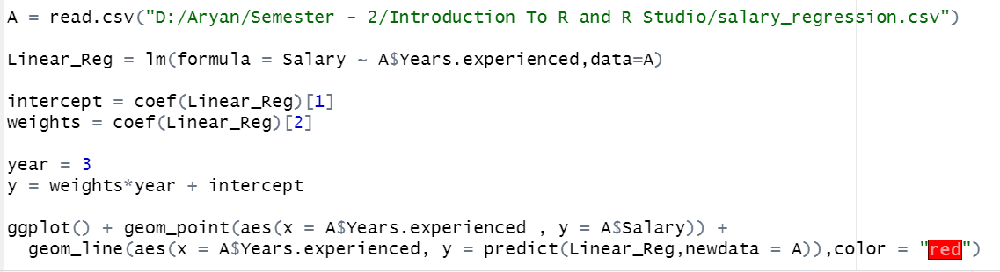 A = read.csv("D:/Aryan/Semester - 2/Introduction To R and R Studio/salary_regression.csv")
Linear_Reg = lm(formula = Salary ~ A$Years.experienced,data=A)
intercept = coef(Linear_Reg)[1]
weights = coef(Linear_Reg)[2]
year = 3
y = weights*year + intercept
ggplot() + geom_point(aes(x = A$Years.experienced , y = A$Salary)) +
  geom_line(aes(x = A$Years.experienced, y = predict(Linear_Reg,newdata = A)),color = "red")